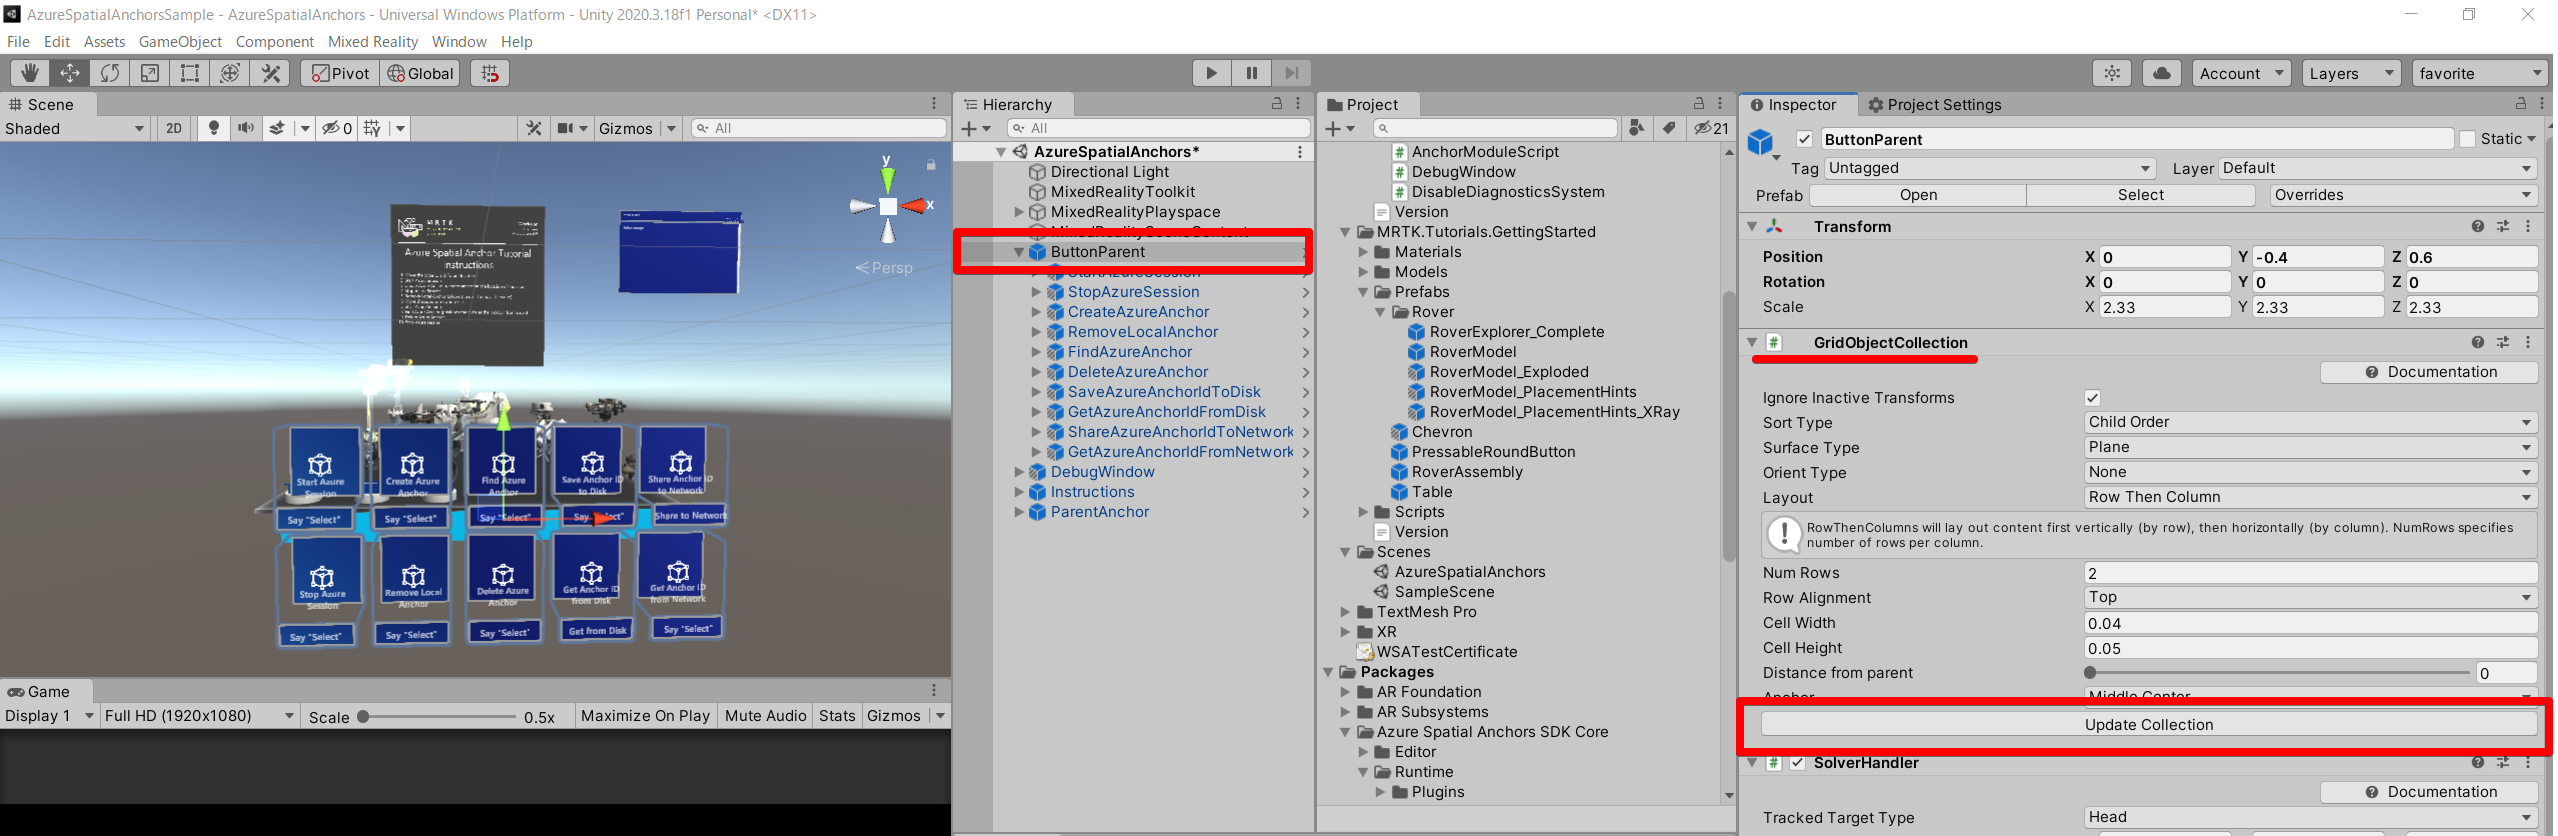 AzureSpatialAnchorsSample - AzureSpatialAnchors - Universal Windows Platform - Unity 2020.3.18f1 Personal* <DX11>
File Edit Assets GameObject Component Mixed Reality Window Help
Pivot Global Account Layers favorite
Scene
Shaded 2D 0 Gizmos All
y
x
Persp
MRTK
Azure Spatial Anchor Tutorial
Instructions
Start Azure Session
Create Azure Anchor
Find Azure Anchor
Save Anchor ID to Disk
Share Anchor ID to Network
Say "Select" Say "Select" Say "Select" Say "Select" Share to Network
Stop Azure Session
Remove Local Anchor
Delete Azure Anchor
Get Anchor ID from Disk
Get Anchor ID from Network
Say "Select" Say "Select" Say "Select" Get from Disk Say "Select"
Game
Display 1 Full HD (1920x1080) Scale 0.5x Maximize On Play Mute Audio Stats Gizmos
Hierarchy
All
AzureSpatialAnchors*
Directional Light
MixedRealityToolkit
MixedRealityPlayspace
MixedRealitySceneContent
ButtonParent
StartAzureSession
StopAzureSession
CreateAzureAnchor
RemoveLocalAnchor
FindAzureAnchor
DeleteAzureAnchor
SaveAzureAnchorIdToDisk
GetAzureAnchorIdFromDisk
ShareAzureAnchorIdToNetwork
GetAzureAnchorIdFromNetwork
DebugWindow
Instructions
ParentAnchor
Project
21
AnchorModuleScript
DebugWindow
DisableDiagnosticsSystem
Version
MRTK.Tutorials.GettingStarted
Materials
Models
Prefabs
Rover
RoverExplorer_Complete
RoverModel
RoverModel_Exploded
RoverModel_PlacementHints
RoverModel_PlacementHints_XRay
Chevron
PressableRoundButton
RoverAssembly
Table
Scripts
Version
Scenes
AzureSpatialAnchors
SampleScene
TextMesh Pro
XR
WSATestCertificate
Packages
AR Foundation
AR Subsystems
Azure Spatial Anchors SDK Core
Editor
Runtime
Plugins
Inspector Project Settings
ButtonParent Static
Tag Untagged Layer Default
Prefab Open Select Overrides
Transform
Position X 0 Y -0.4 Z 0.6
Rotation X 0 Y 0 Z 0
Scale X 2.33 Y 2.33 Z 2.33
GridObjectCollection
Documentation
Ignore Inactive Transforms
Sort Type Child Order
Surface Type Plane
Orient Type None
Layout Row Then Column
RowThenColumns will lay out content first vertically (by row), then horizontally (by column). NumRows specifies
number of rows per column.
Num Rows 2
Row Alignment Top
Cell Width 0.04
Cell Height 0.05
Distance from parent 0
Anchor Middle Center
Update Collection
SolverHandler
Documentation
Tracked Target Type Head